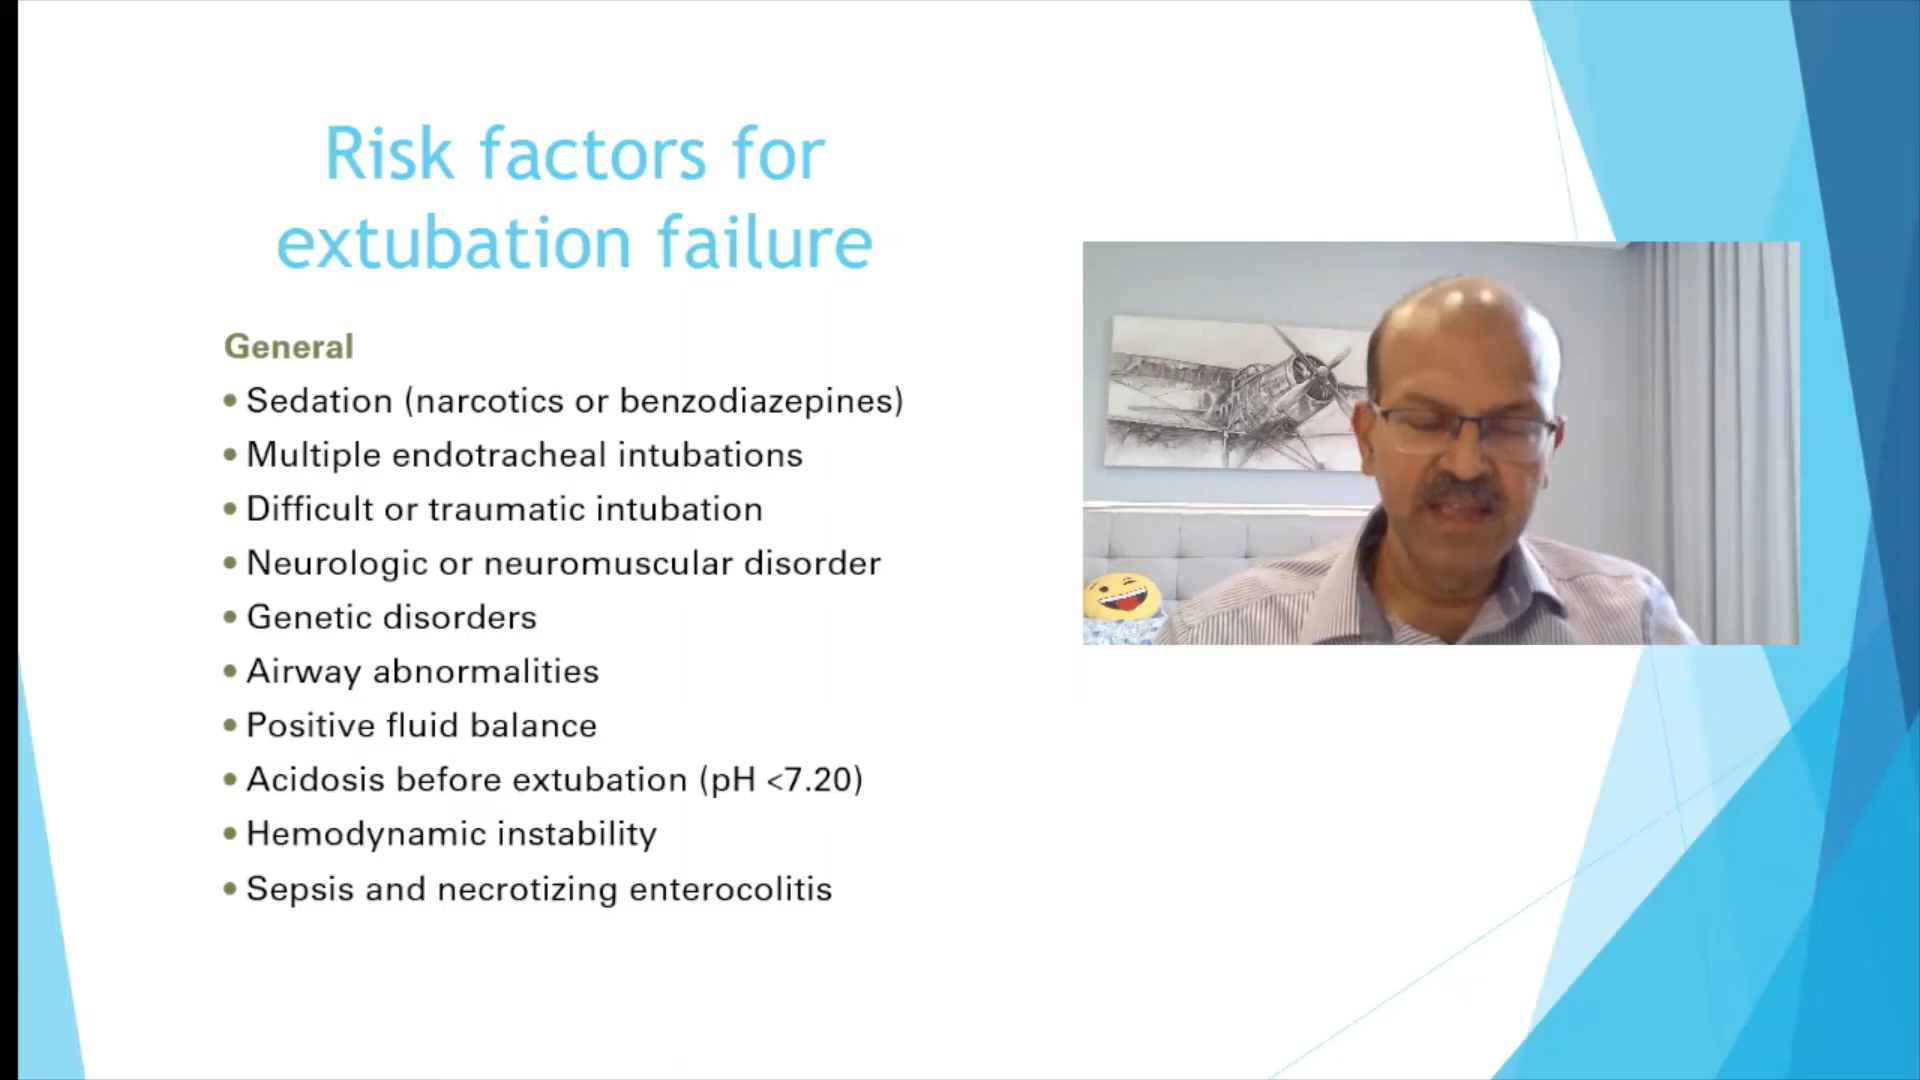 Risk factors for
extubation failure
General
• Sedation (narcotics or benzodiazepines)
• Multiple endotracheal intubations
• Difficult or traumatic intubation
• Neurologic or neuromuscular disorder
• Genetic disorders
• Airway abnormalities
• Positive fluid balance
• Acidosis before extubation (pH <7.20)
• Hemodynamic instability
• Sepsis and necrotizing enterocolitis